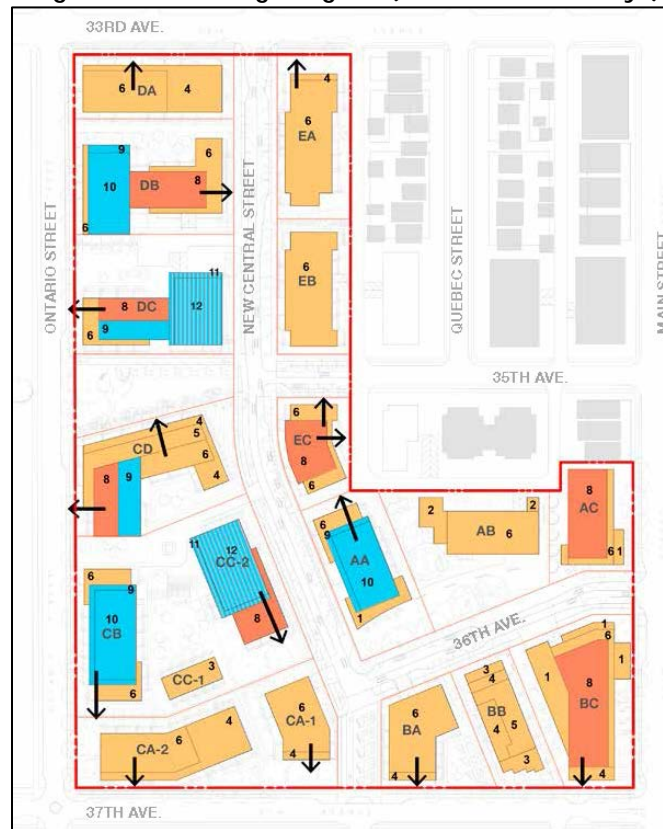 33RD AVE.
6 DA 4
4
6
EA
9
6
10
DB
8
6
ONTARIO STREET
NEW CENTRAL STREET
QUEBEC STREET
MAIN STREET
6
EB
11
8 DC
12
6
9
35TH AVE.
4
5
CD
6
4
8
9
6
EC
8
6
2
2
AB 6
8
AC
6 1
11
12
CC-2
8
6
9
AA
10
1
36TH AVE.
6
9
10
CB
6
3
CC-1
1
6
1
1
8
BC
4
6
CA-1
4
4
6
CA-2
6
BA
4
3
4
BB
4 5
3
37TH AVE.